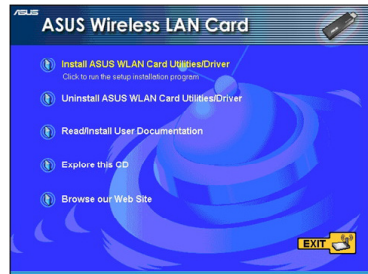 ASUS
ASUS Wireless LAN Card
Install ASUS WLAN Card Utilities/Driver
Click to run the setup installation program
Uninstall ASUS WLAN Card Utilities/Driver
Read/Install User Documentation
Explore this CD
Browse our Web Site
EXIT